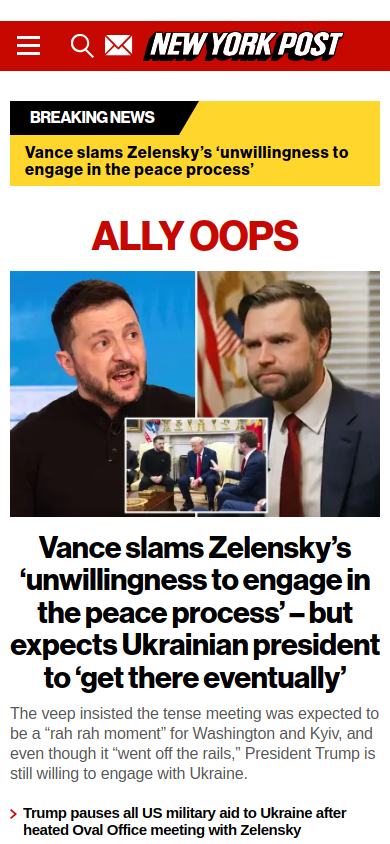 NEW YORK POST
BREAKING NEWS
Vance slams Zelensky’s ‘unwillingness to
engage in the peace process’
ALLY OOPS
Vance slams Zelensky’s
‘unwillingness to engage in
the peace process’ – but
expects Ukrainian president
to ‘get there eventually’
The veep insisted the tense meeting was expected to
be a “rah rah moment” for Washington and Kyiv, and
even though it “went off the rails,” President Trump is
still willing to engage with Ukraine.
Trump pauses all US military aid to Ukraine after
heated Oval Office meeting with Zelensky